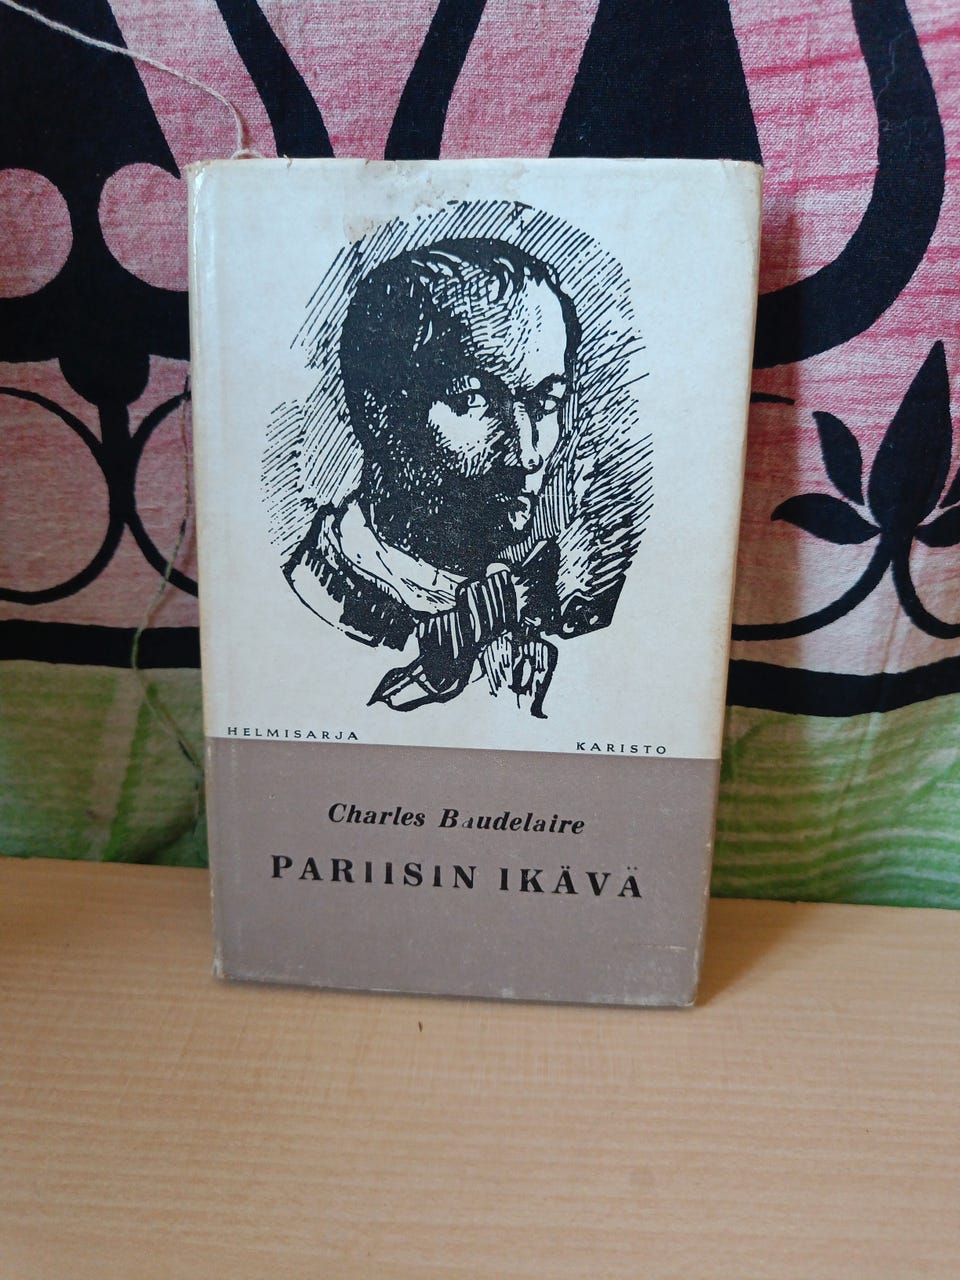 HELMISARJA
KARISTO
Charles Baudelaire
PARIISIN IKÄVÄ